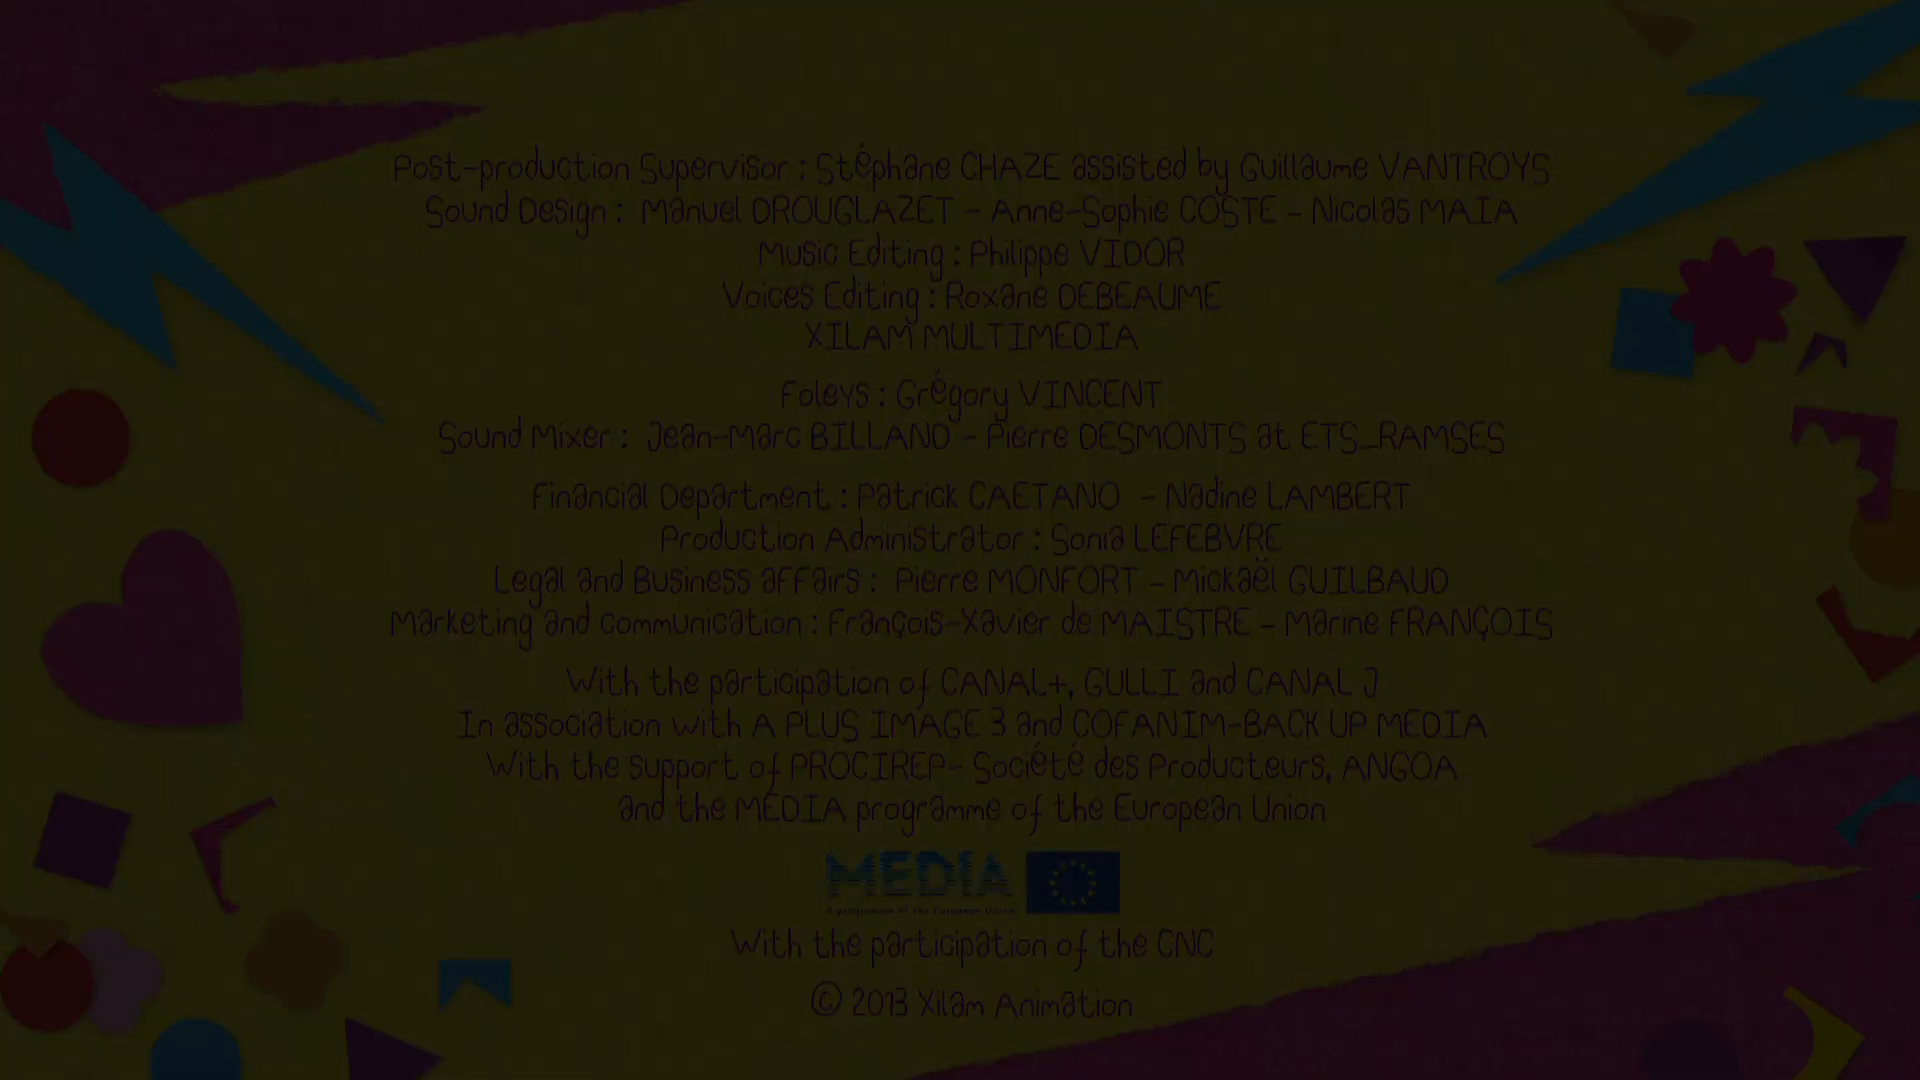 Post-production Supervisor : Stéphane CHAZE assisted by Guillaume VANTROYS
Sound Design : Manuel DROUGLAZET - Anne-Sophie COSTE - Nicolas MAIA
Music Editing : Philippe VIDOR
Voices Editing : Roxane DEBEAUME
XILAM MULTIMEDIA
Foleys : Grégory VINCENT
Sound Mixer : Jean-Marc BILLAND - Pierre DESMONTS at ETS_RAMSES
Financial Department : Patrick CAETANO - Nadine LAMBERT
Production Administrator : Sonia LEFEBVRE
Legal and Business affairs : Pierre MONFORT - Mickaël GUILBAUD
Marketing and communication : François-Xavier de MAISTRE - Marine FRANÇOIS
With the participation of CANAL+, GULLI and CANAL J
In association with A PLUS IMAGE 3 and COFANIM-BACK UP MEDIA
With the support of PROCIREP- Société des Producteurs, ANGOA
and the MEDIA programme of the European Union
MEDIA
A programme of the European Union
With the participation of the CNC
© 2013 Xilam Animation